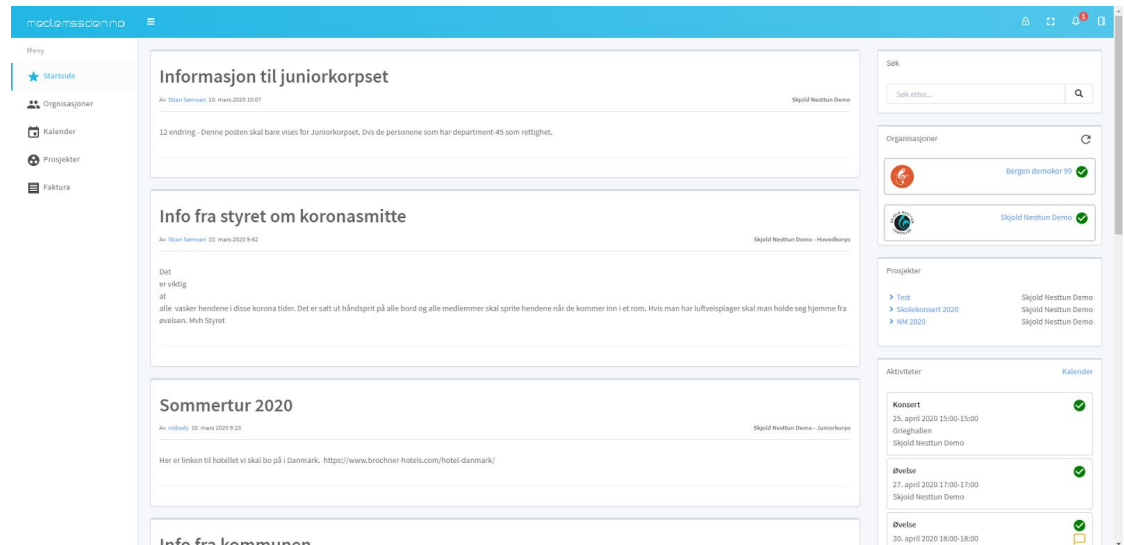 medlemssiden.no
1
Meny
Startside
Orgnisasjoner
Kalender
Prosjekter
Faktura
Informasjon til juniorkorpset
Av Stian Sømoen 10. mars 2020 10:07
Skjold Nesttun Demo
12 endring - Denne posten skal bare vises for Juniorkorpset. Dvs de personene som har department-45 som rettighet.
Info fra styret om koronasmitte
Av Stian Sømoen 10. mars 2020 9:42
Skjold Nesttun Demo - Hovedkorps
Det
er viktig
at
alle vasker hendene i disse korona tider. Det er satt ut håndsprit på alle bord og alle medlemmer skal sprite hendene når de kommer inn i et rom. Hvis man har luftveisplager skal man holde seg hjemme fra
øvelsen. Mvh Styret
Sommertur 2020
Av nobody 10. mars 2020 9:23
Skjold Nesttun Demo - Juniorkorps
Her er linken til hotellet vi skal bo på i Danmark. https://www.brochner-hotels.com/hotel-danmark/
Info fra kommunen
Søk
Søk etter...
Organisasjoner
Bergen demokor 99
Skjold Nesttun Demo
Prosjekter
Test Skjold Nesttun Demo
Skolekonsert 2020 Skjold Nesttun Demo
NM 2020 Skjold Nesttun Demo
Aktiviteter Kalender
Konsert
25. april 2020 15:00-15:00
Grieghallen
Skjold Nesttun Demo
Øvelse
27. april 2020 17:00-17:00
Skjold Nesttun Demo
Øvelse
30. april 2020 18:00-18:00